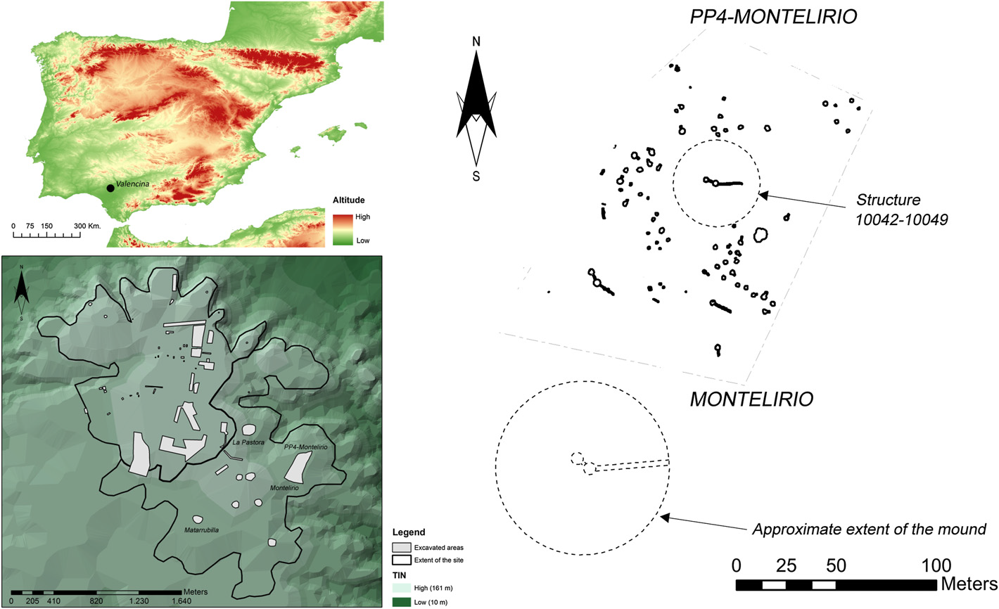 Valencina
Altitude
High
Low
0 75 150 300 Km.
N
S
La Pastora
PP4-Montelirio
Montelirio
Matarrubilla
Meters
0 205 410 820 1.230 1.640
Legend
Excavated areas
Extent of the site
TIN
High (161 m)
Low (10 m)
PP4-MONTELIRIO
N
S
Structure
10042-10049
MONTELIRIO
Approximate extent of the mound
0 25 50 100
Meters